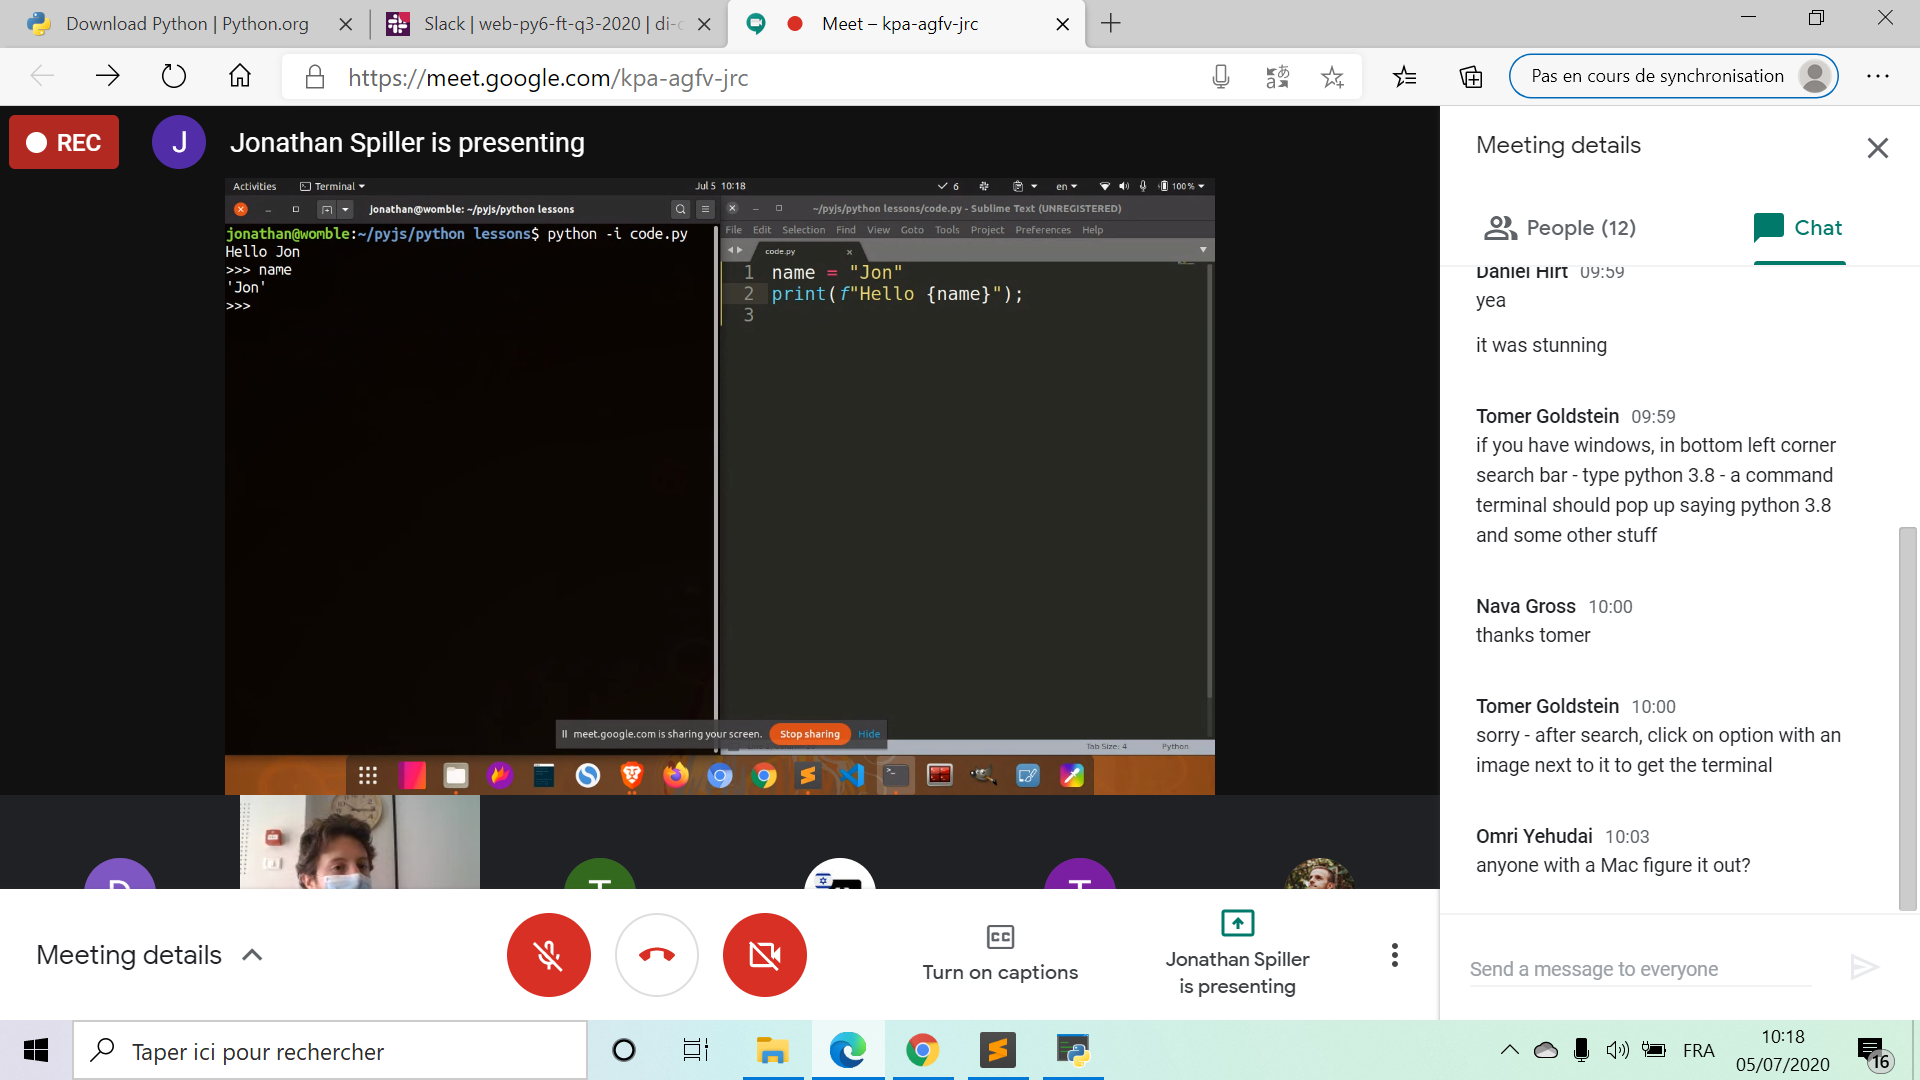 Download Python | Python.org
Slack | web-py6-ft-q3-2020 | di-
Meet – kpa-agfv-jrc
https://meet.google.com/kpa-agfv-jrc
Pas en cours de synchronisation
REC
J
Jonathan Spiller is presenting
Activities
Terminal
Jul 5 10:18
6
en
100 %
jonathan@womble: ~/pyjs/python lessons
~/pyjs/python lessons/code.py - Sublime Text (UNREGISTERED)
File Edit Selection Find View Goto Tools Project Preferences Help
code.py
jonathan@womble:~/pyjs/python lessons$ python -i code.py
Hello Jon
>>> name
'Jon'
>>>
1 name = "Jon"
2 print(f"Hello {name}");
3
meet.google.com is sharing your screen.
Stop sharing
Hide
Tab Size: 4
Python
Meeting details
People (12)
Chat
Daniel Hirt 09:59
yea
it was stunning
Tomer Goldstein 09:59
if you have windows, in bottom left corner
search bar - type python 3.8 - a command
terminal should pop up saying python 3.8
and some other stuff
Nava Gross 10:00
thanks tomer
Tomer Goldstein 10:00
sorry - after search, click on option with an
image next to it to get the terminal
Omri Yehudai 10:03
anyone with a Mac figure it out?
Send a message to everyone
Meeting details
CC
Turn on captions
Jonathan Spiller
is presenting
Taper ici pour rechercher
FRA
10:18
05/07/2020
16